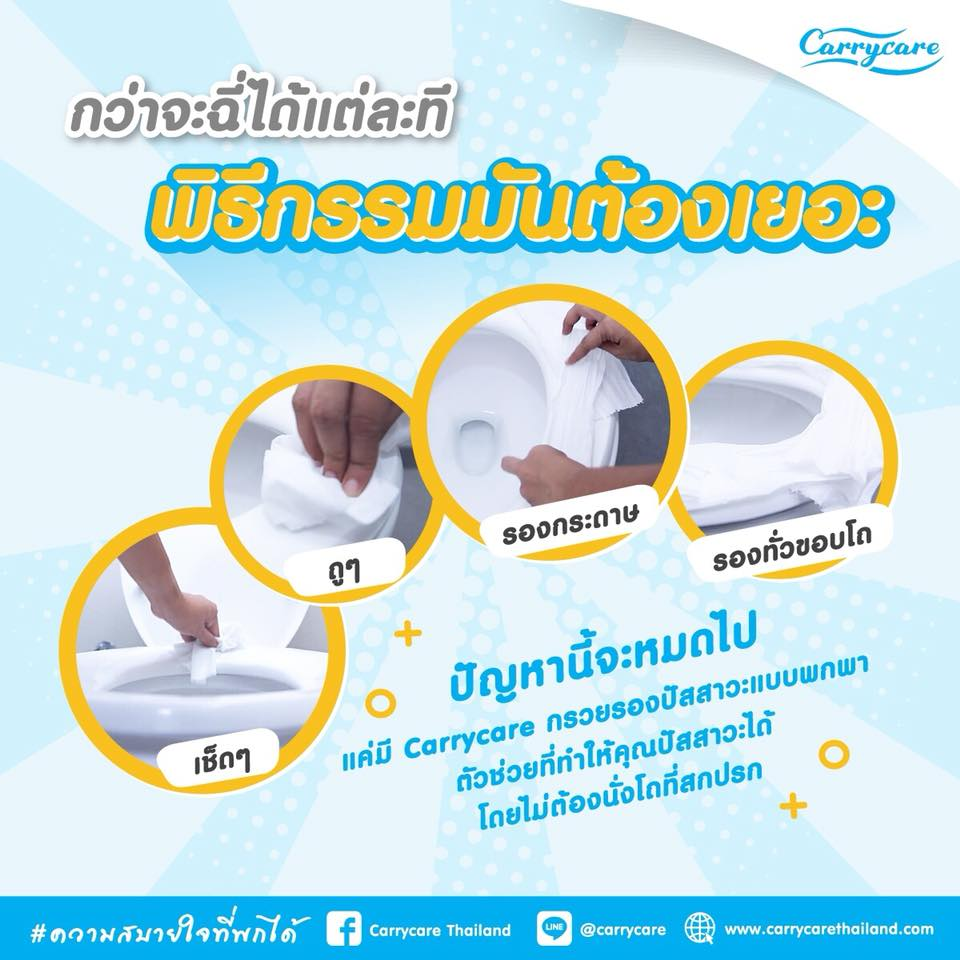 Carrycare
กว่าจะฉี่ได้แต่ละที
พิธีกรรมมันต้องเยอะ
เช็ดๆ
ถูๆ
รองกระดาษ
รองทั่วขอบโถ
ปัญหานี้จะหมดไป
แค่มี Carrycare กรวยรองปัสสาวะแบบพกพา
ตัวช่วยที่ทำให้คุณปัสสาวะได้
โดยไม่ต้องนั่งโถที่สกปรก
#ความสบายใจที่พกได้ Carrycare Thailand LINE @carrycare www.carrycarethailand.com